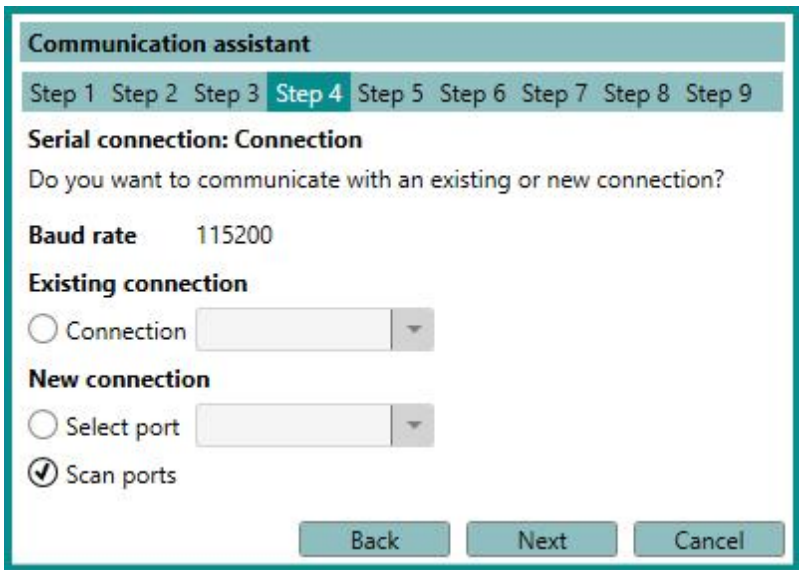 Communication assistant
Step 1 Step 2 Step 3 Step 4 Step 5 Step 6 Step 7 Step 8 Step 9
Serial connection: Connection
Do you want to communicate with an existing or new connection?
Baud rate 115200
Existing connection
Connection
New connection
Select port
Scan ports
Back Next Cancel